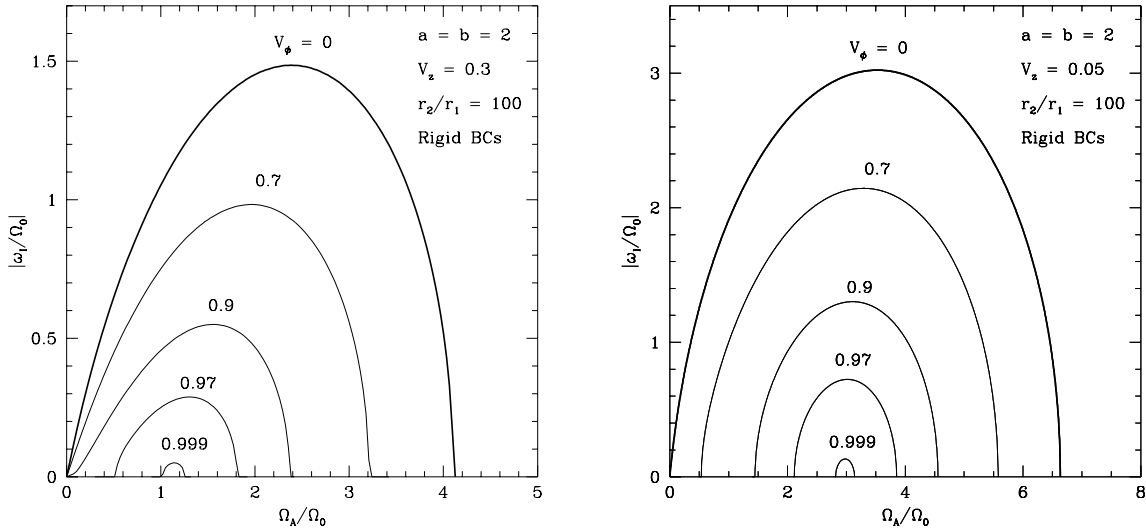 V_ϕ = 0
a = b = 2
V_z = 0.3
r_2/r_1 = 100
Rigid BCs
0.7
0.9
0.97
0.999
|ω_I/Ω_0|
0
0.5
1
1.5
0 1 2 3 4 5
Ω_A/Ω_0
V_ϕ = 0
a = b = 2
V_z = 0.05
r_2/r_1 = 100
Rigid BCs
0.7
0.9
0.97
0.999
|ω_I/Ω_0|
0
1
2
3
0 2 4 6 8
Ω_A/Ω_0